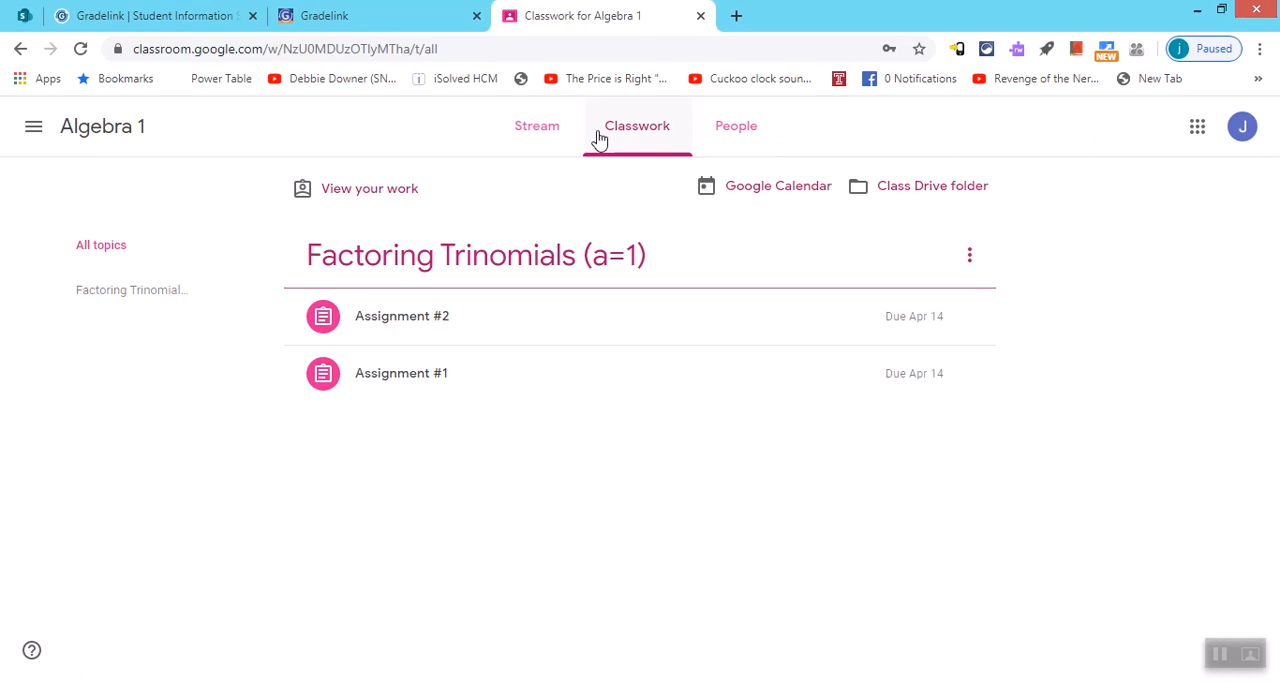 Gradelink | Student Information S
Gradelink
Classwork for Algebra 1
classroom.google.com/w/NzU0MDUzOTIyMTha/t/all
NEW
j
Paused
Apps
Bookmarks
Power Table
Debbie Downer (SN...
iSolved HCM
The Price is Right "...
Cuckoo clock soun...
0 Notifications
Revenge of the Ner...
New Tab
»
Algebra 1
Stream
Classwork
People
J
View your work
Google Calendar
Class Drive folder
All topics
Factoring Trinomial...
Factoring Trinomials (a=1)
Assignment #2
Due Apr 14
Assignment #1
Due Apr 14